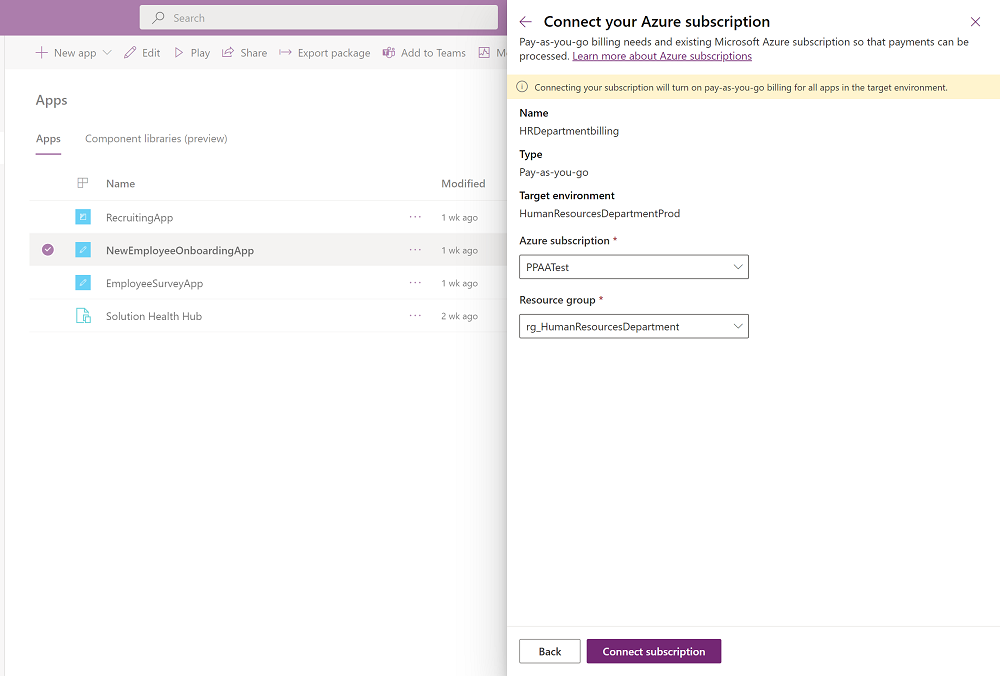 Search
New app Edit Play Share Export package Add to Teams
Apps
Apps Component libraries (preview)
Name Modified
RecruitingApp ... 1 wk ago
NewEmployeeOnboardingApp ... 1 wk ago
EmployeeSurveyApp ... 1 wk ago
Solution Health Hub ... 2 wk ago
Connect your Azure subscription
Pay-as-you-go billing needs and existing Microsoft Azure subscription so that payments can be
processed. Learn more about Azure subscriptions
Connecting your subscription will turn on pay-as-you-go billing for all apps in the target environment.
Name
HRDepartmentbilling
Type
Pay-as-you-go
Target environment
HumanResourcesDepartmentProd
Azure subscription *
PPAATest
Resource group *
rg_HumanResourcesDepartment
Back Connect subscription